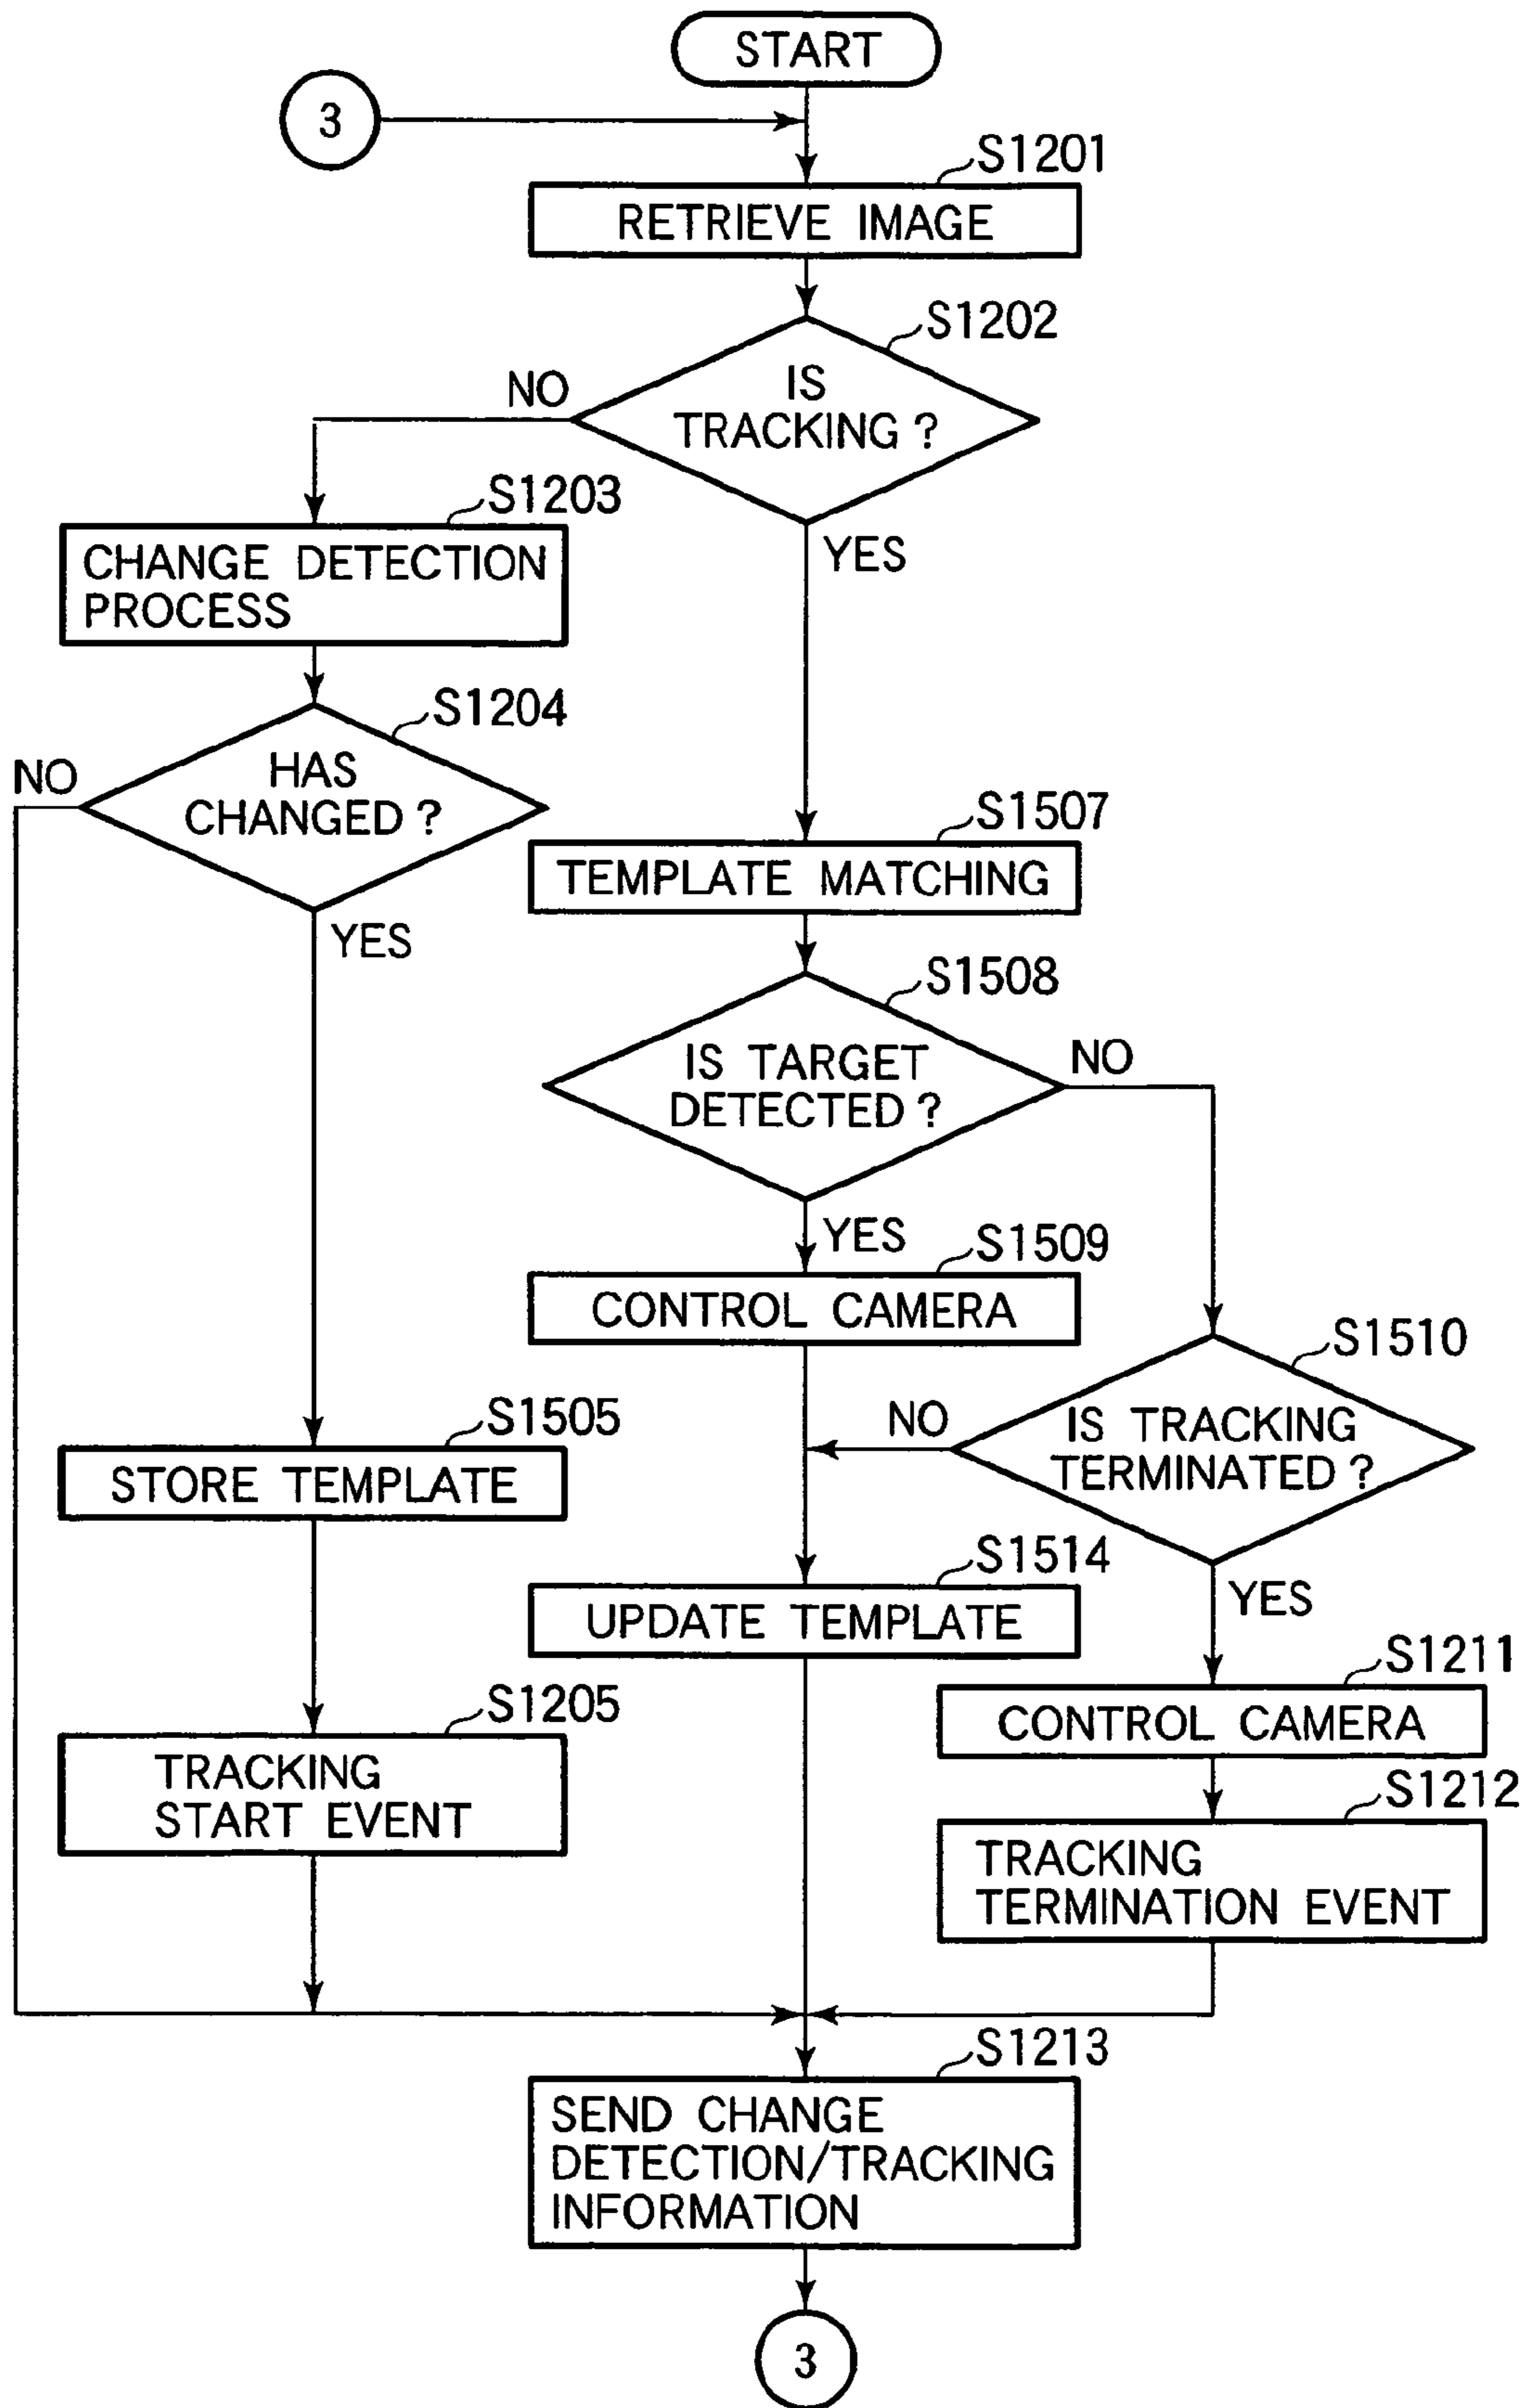 START
3
S1201
RETRIEVE IMAGE
S1202
IS
TRACKING ?
NO
YES
S1203
CHANGE DETECTION
PROCESS
S1204
HAS
CHANGED ?
NO
YES
S1507
TEMPLATE MATCHING
S1508
IS TARGET
DETECTED ?
NO
YES
S1509
CONTROL CAMERA
S1510
IS TRACKING
TERMINATED ?
NO
YES
S1505
STORE TEMPLATE
S1514
UPDATE TEMPLATE
S1211
CONTROL CAMERA
S1205
TRACKING
START EVENT
S1212
TRACKING
TERMINATION EVENT
S1213
SEND CHANGE
DETECTION/TRACKING
INFORMATION
3